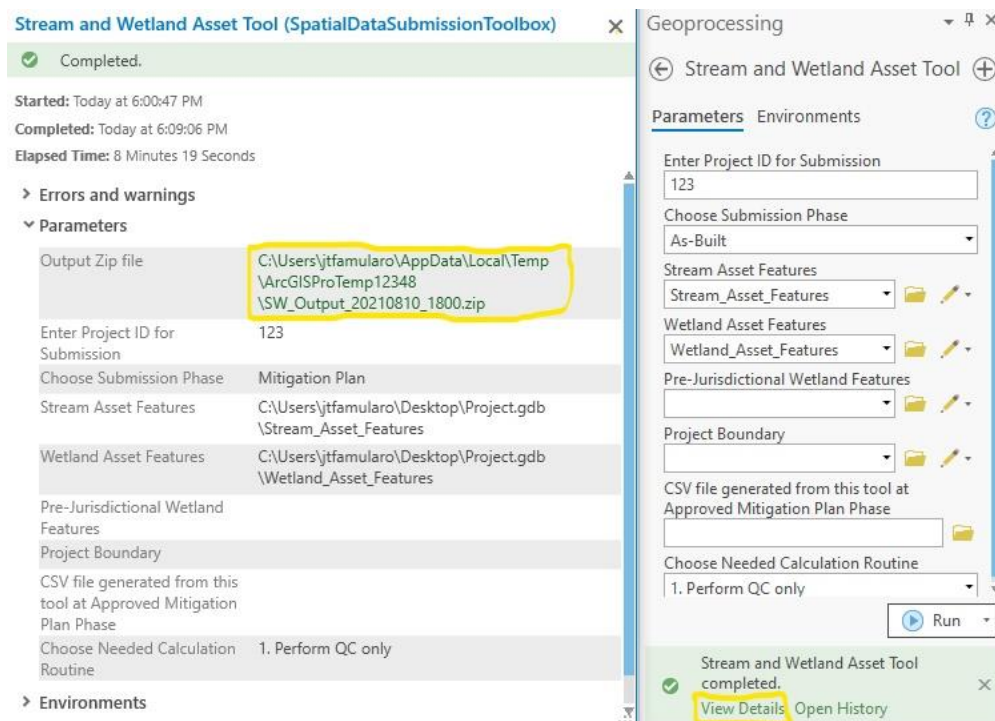 Stream and Wetland Asset Tool (SpatialDataSubmissionToolbox)
Completed.
Started: Today at 6:00:47 PM
Completed: Today at 6:09:06 PM
Elapsed Time: 8 Minutes 19 Seconds
Errors and warnings
Parameters
Output Zip file
C:\Users\jtfamularo\AppData\Local\Temp
\ArcGISProTemp12348
\SW_Output_20210810_1800.zip
Enter Project ID for
Submission
123
Choose Submission Phase
Mitigation Plan
Stream Asset Features
C:\Users\jtfamularo\Desktop\Project.gdb
\Stream_Asset_Features
Wetland Asset Features
C:\Users\jtfamularo\Desktop\Project.gdb
\Wetland_Asset_Features
Pre-Jurisdictional Wetland
Features
Project Boundary
CSV file generated from this
tool at Approved Mitigation
Plan Phase
Choose Needed Calculation
Routine
1. Perform QC only
Environments
Geoprocessing
Stream and Wetland Asset Tool
Parameters Environments
Enter Project ID for Submission
123
Choose Submission Phase
As-Built
Stream Asset Features
Stream_Asset_Features
Wetland Asset Features
Wetland_Asset_Features
Pre-Jurisdictional Wetland Features
Project Boundary
CSV file generated from this tool at
Approved Mitigation Plan Phase
Choose Needed Calculation Routine
1. Perform QC only
Run
Stream and Wetland Asset Tool
completed.
View Details Open History